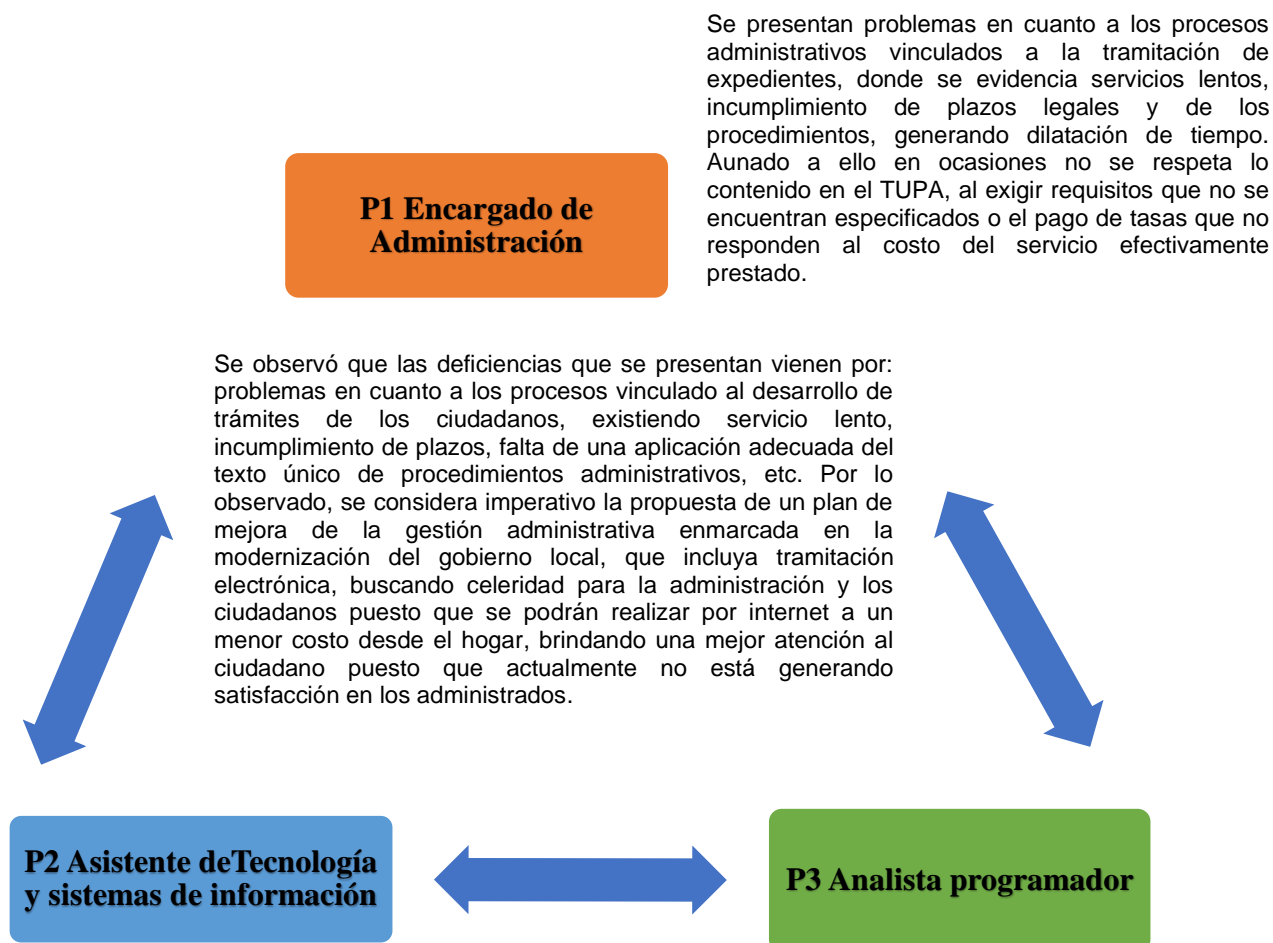 Se presentan problemas en cuanto a los procesos
administrativos vinculados a la tramitación de
expedientes, donde se evidencia servicios lentos,
incumplimiento de plazos legales y de los
procedimientos, generando dilatación de tiempo.
Aunado a ello en ocasiones no se respeta lo
contenido en el TUPA, al exigir requisitos que no se
encuentran especificados o el pago de tasas que no
responden al costo del servicio efectivamente
prestado.
P1 Encargado de
Administración
Se observó que las deficiencias que se presentan vienen por:
problemas en cuanto a los procesos vinculado al desarrollo de
trámites de los ciudadanos, existiendo servicio lento,
incumplimiento de plazos, falta de una aplicación adecuada del
texto único de procedimientos administrativos, etc. Por lo
observado, se considera imperativo la propuesta de un plan de
mejora de la gestión administrativa enmarcada en la
modernización del gobierno local, que incluya tramitación
electrónica, buscando celeridad para la administración y los
ciudadanos puesto que se podrán realizar por internet a un
menor costo desde el hogar, brindando una mejor atención al
ciudadano puesto que actualmente no está generando
satisfacción en los administrados.
P2 Asistente deTecnología
y sistemas de información
P3 Analista programador